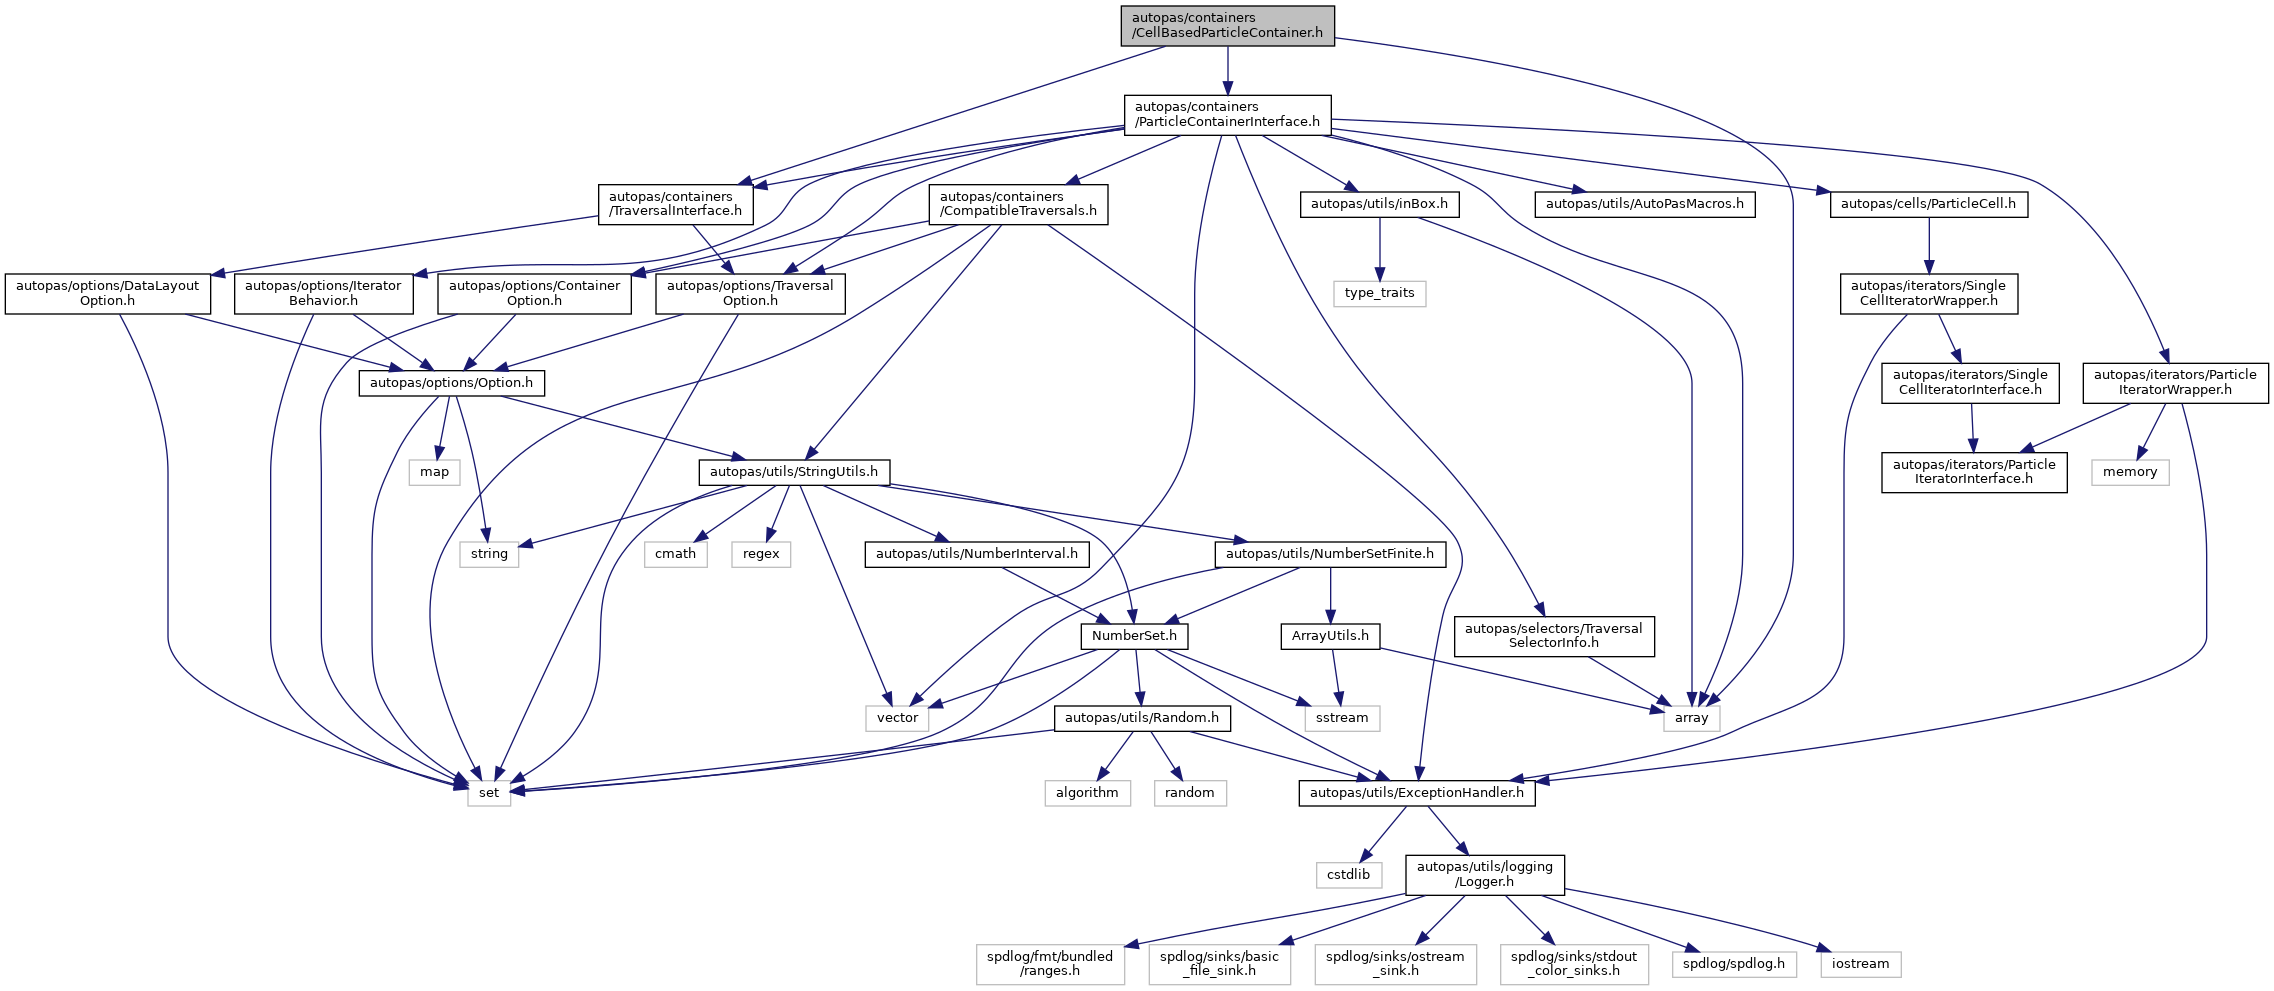 autopas/containers
/CellBasedParticleContainer.h
autopas/containers
/ParticleContainerInterface.h
autopas/containers
/TraversalInterface.h
autopas/containers
/CompatibleTraversals.h
autopas/utils/inBox.h
autopas/utils/AutoPasMacros.h
autopas/cells/ParticleCell.h
autopas/options/DataLayout
Option.h
autopas/options/Iterator
Behavior.h
autopas/options/Container
Option.h
autopas/options/Traversal
Option.h
type_traits
autopas/iterators/Single
CellIteratorWrapper.h
autopas/options/Option.h
autopas/iterators/Single
CellIteratorInterface.h
autopas/iterators/Particle
IteratorWrapper.h
map
autopas/utils/StringUtils.h
autopas/iterators/Particle
IteratorInterface.h
memory
string
cmath
regex
autopas/utils/NumberInterval.h
autopas/utils/NumberSetFinite.h
NumberSet.h
ArrayUtils.h
autopas/selectors/Traversal
SelectorInfo.h
vector
autopas/utils/Random.h
sstream
array
set
algorithm
random
autopas/utils/ExceptionHandler.h
cstdlib
autopas/utils/logging
/Logger.h
spdlog/fmt/bundled
/ranges.h
spdlog/sinks/basic
_file_sink.h
spdlog/sinks/ostream
_sink.h
spdlog/sinks/stdout
_color_sinks.h
spdlog/spdlog.h
iostream